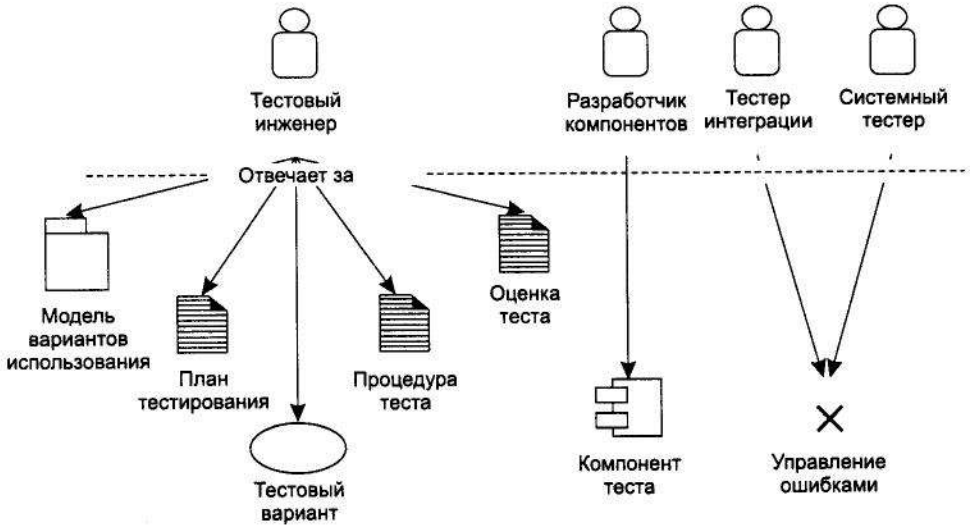 Тестовый
инженер
Разработчик
компонентов
Тестер
интеграции
Системный
тестер
Отвечает за
Модель
вариантов
использования
План
тестирования
Тестовый
вариант
Процедура
теста
Оценка
теста
Компонент
теста
Управление
ошибками